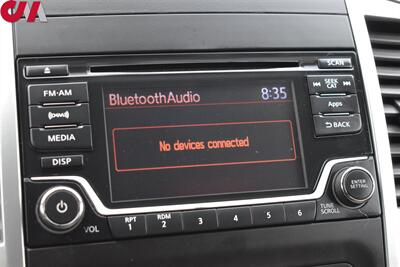 CJA
SCAN
FM·AM
BluetoothAudio 8:35
SEEK
CAT
Apps
No devices connected
MEDIA
BACK
DISP
ENTER
SETTING
VOL
RPT RDM
1 2 3 4 5 6
TUNE
SCROLL